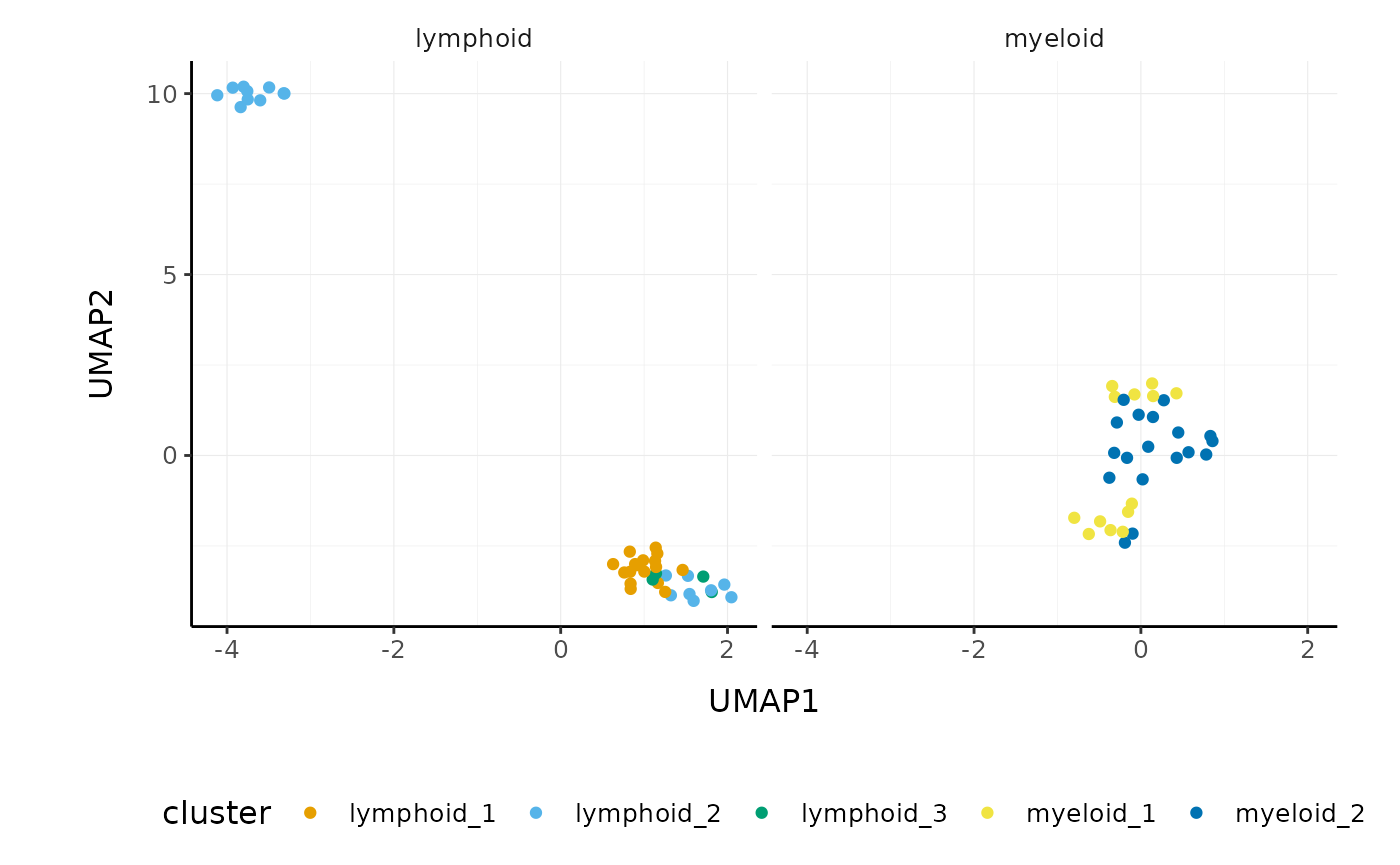 lymphoid myeloid
10
5
0
UMAP2
-4 -2 0 2 -4 -2 0 2
UMAP1
cluster lymphoid_1 lymphoid_2 lymphoid_3 myeloid_1 myeloid_2